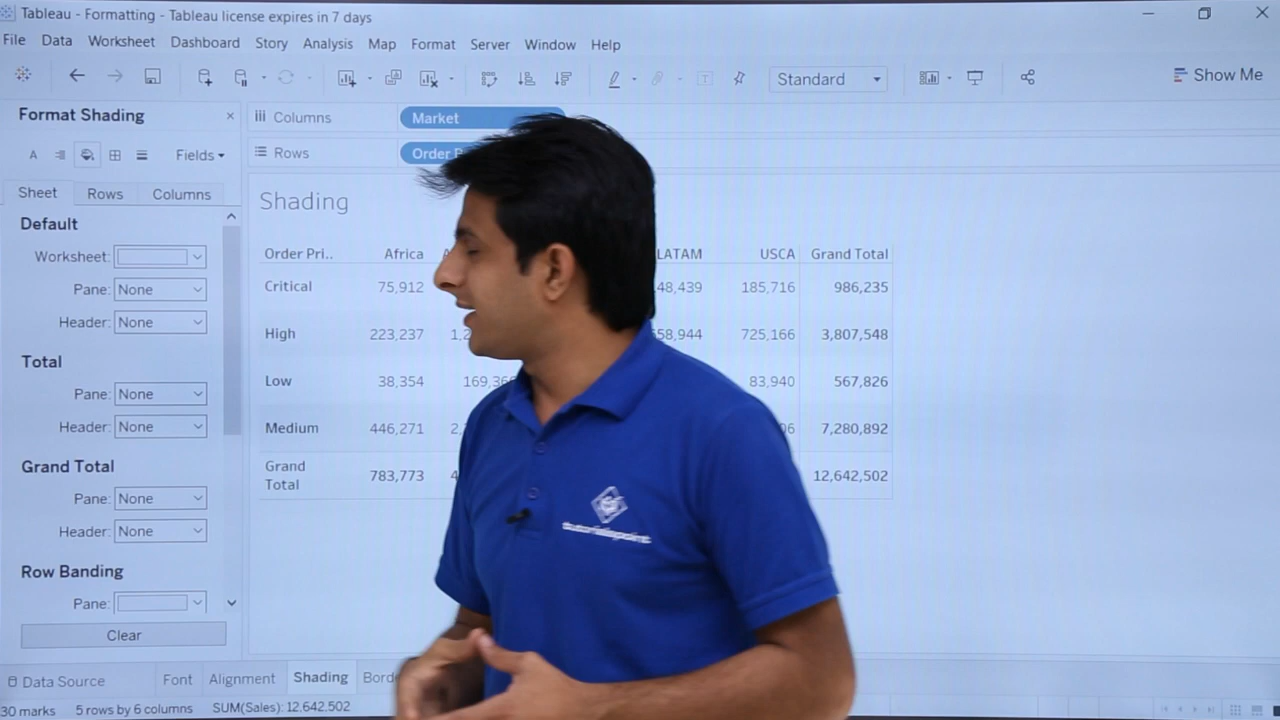 Tableau - Formatting - Tableau license expires in 7 days
File Data Worksheet Dashboard Story Analysis Map Format Server Window Help
Standard
Show Me
Format Shading
Columns
Market
Fields
Rows
Order
Sheet Rows Columns
Shading
Default
Order Pri.. Africa LATAM USCA Grand Total
Worksheet:
Critical 75,912 48,439 185,716 986,235
Pane: None
Header: None
High 223,237 58,944 725,166 3,807,548
Total
Low 38,354 83,940 567,826
Pane: None
Header: None
Medium 446,271 7,280,892
Grand Total
Grand Total 783,773 12,642,502
Pane: None
Header: None
Row Banding
Pane:
Clear
tutorialspoint
Data Source Font Alignment Shading Borde
30 marks 5 rows by 6 columns SUM(Sales): 12,642,502